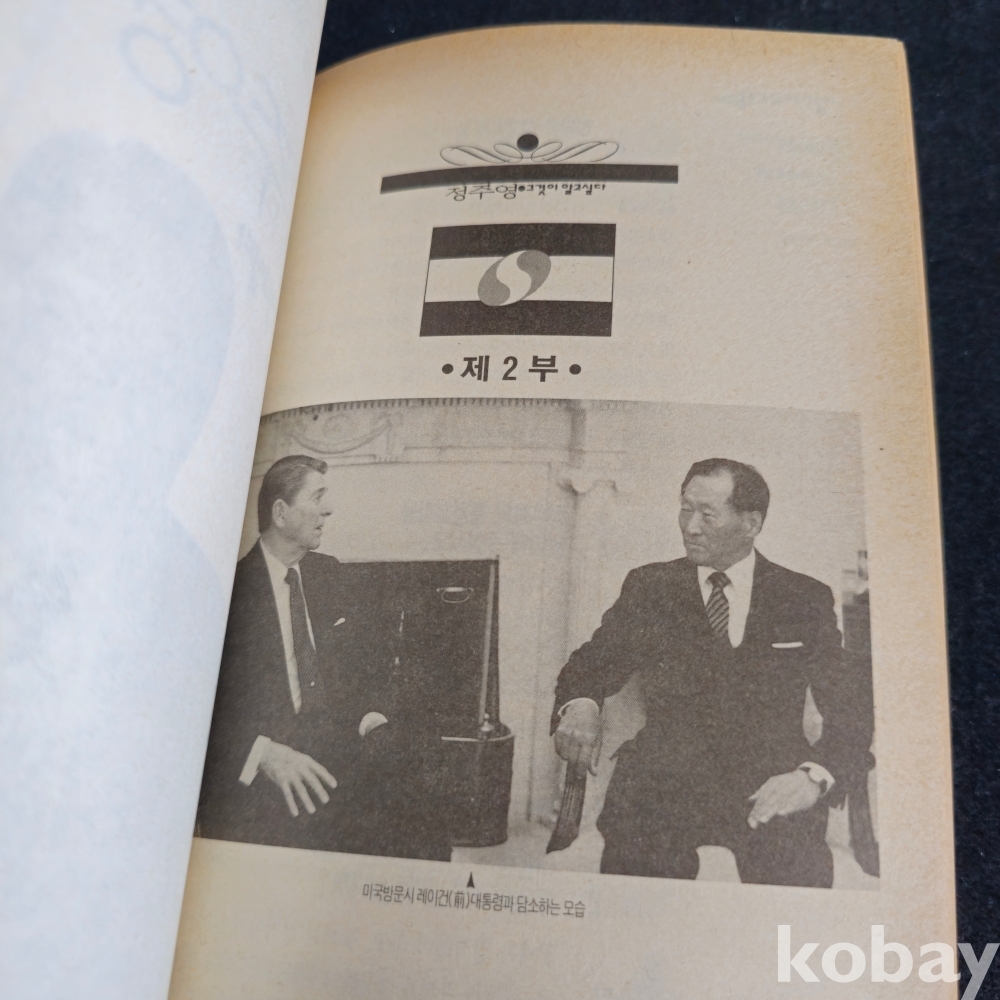 정주영●그것이 알고싶다
•제2부•
미국방문시 레이건(前)대통령과 담소하는 모습
kobay